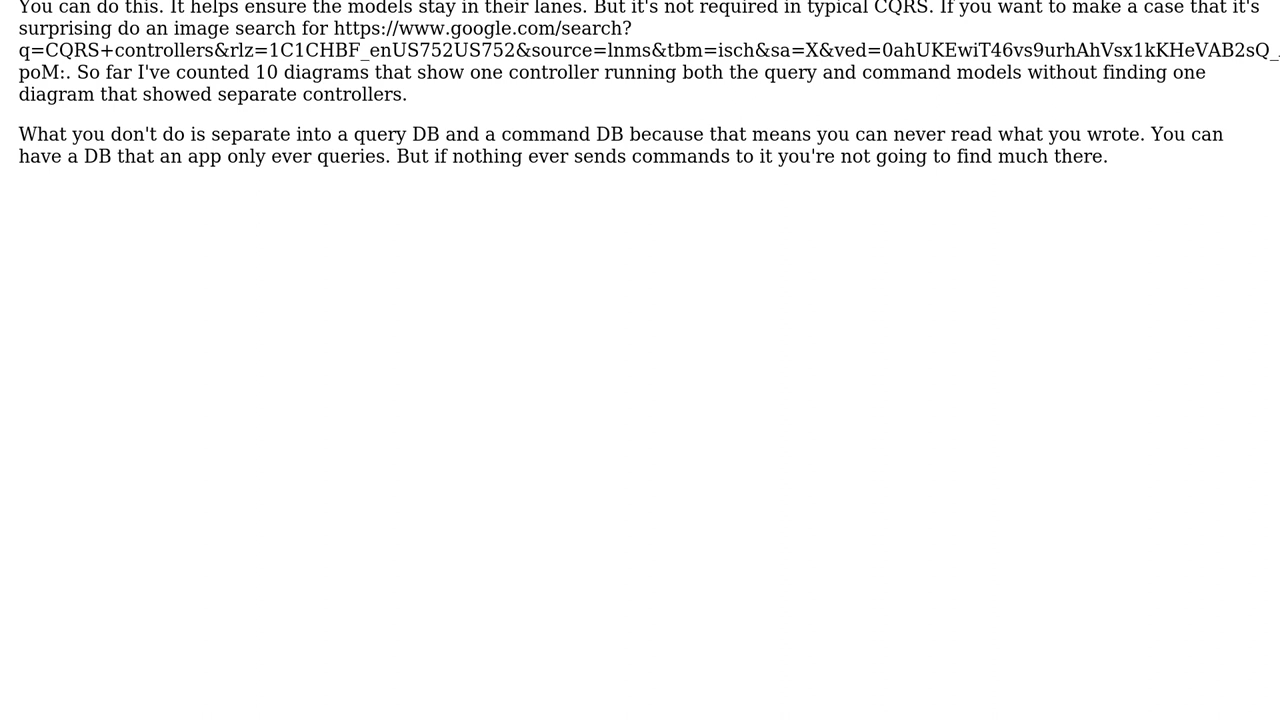 You can do this. It helps ensure the models stay in their lanes. But it's not required in typical CQRS. If you want to make a case that it's
surprising do an image search for https://www.google.com/search?
q=CQRS+controllers&rlz=1C1CHBF_enUS752US752&source=lnms&tbm=isch&sa=X&ved=0ahUKEwiT46vs9urhAhVsx1kKHeVAB2sQ_
poM:. So far I've counted 10 diagrams that show one controller running both the query and command models without finding one
diagram that showed separate controllers.
What you don't do is separate into a query DB and a command DB because that means you can never read what you wrote. You can
have a DB that an app only ever queries. But if nothing ever sends commands to it you're not going to find much there.